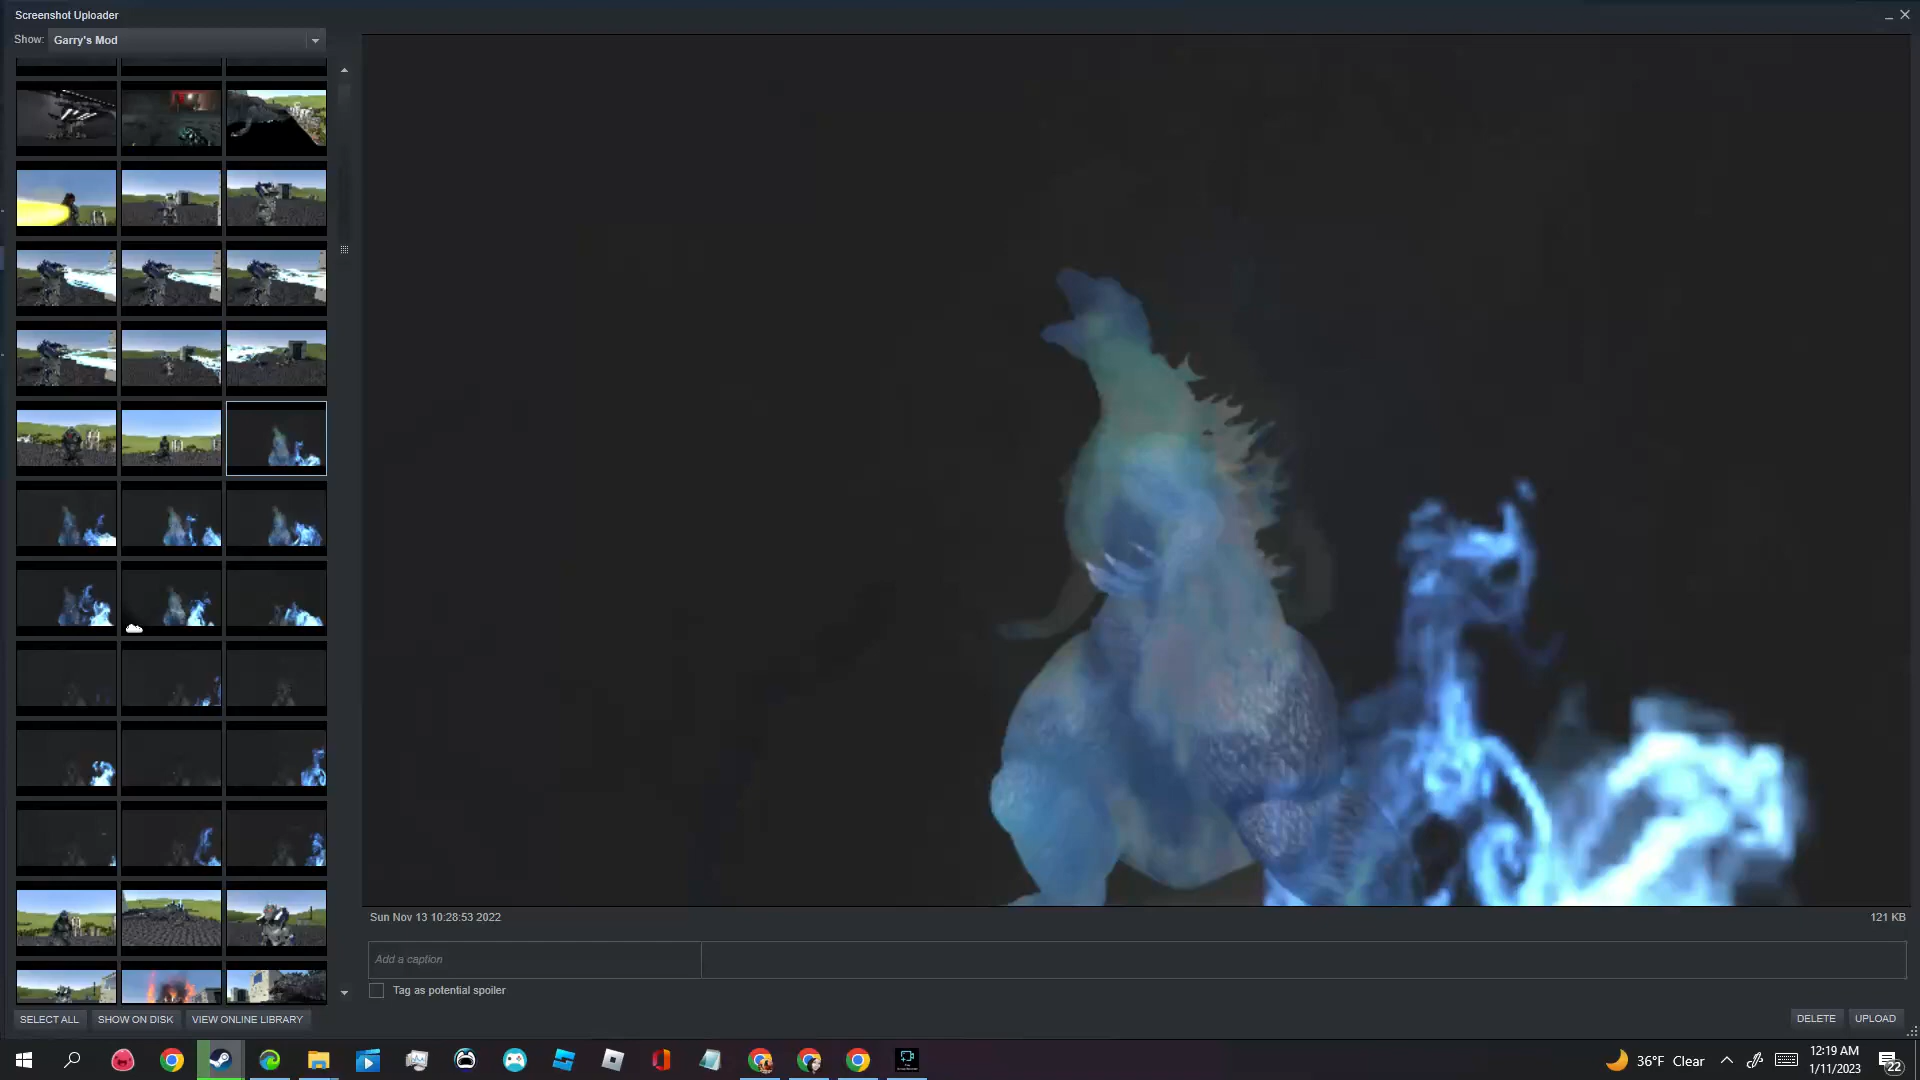 Screenshot Uploader
Show: Garry's Mod
Sun Nov 13 10:28:53 2022
121 KB
Add a caption
Tag as potential spoiler
SELECT ALL
SHOW ON DISK
VIEW ONLINE LIBRARY
DELETE
UPLOAD
36°F Clear
12:19 AM
1/11/2023
22